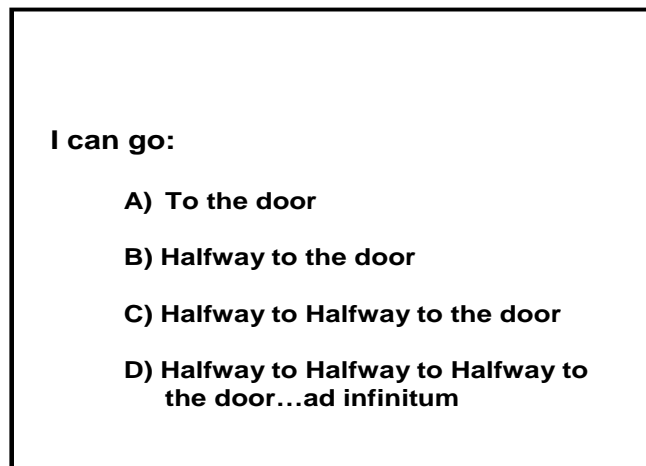 I can go:
A) To the door
B) Halfway to the door
C) Halfway to Halfway to the door
D) Halfway to Halfway to Halfway to
the door…ad infinitum